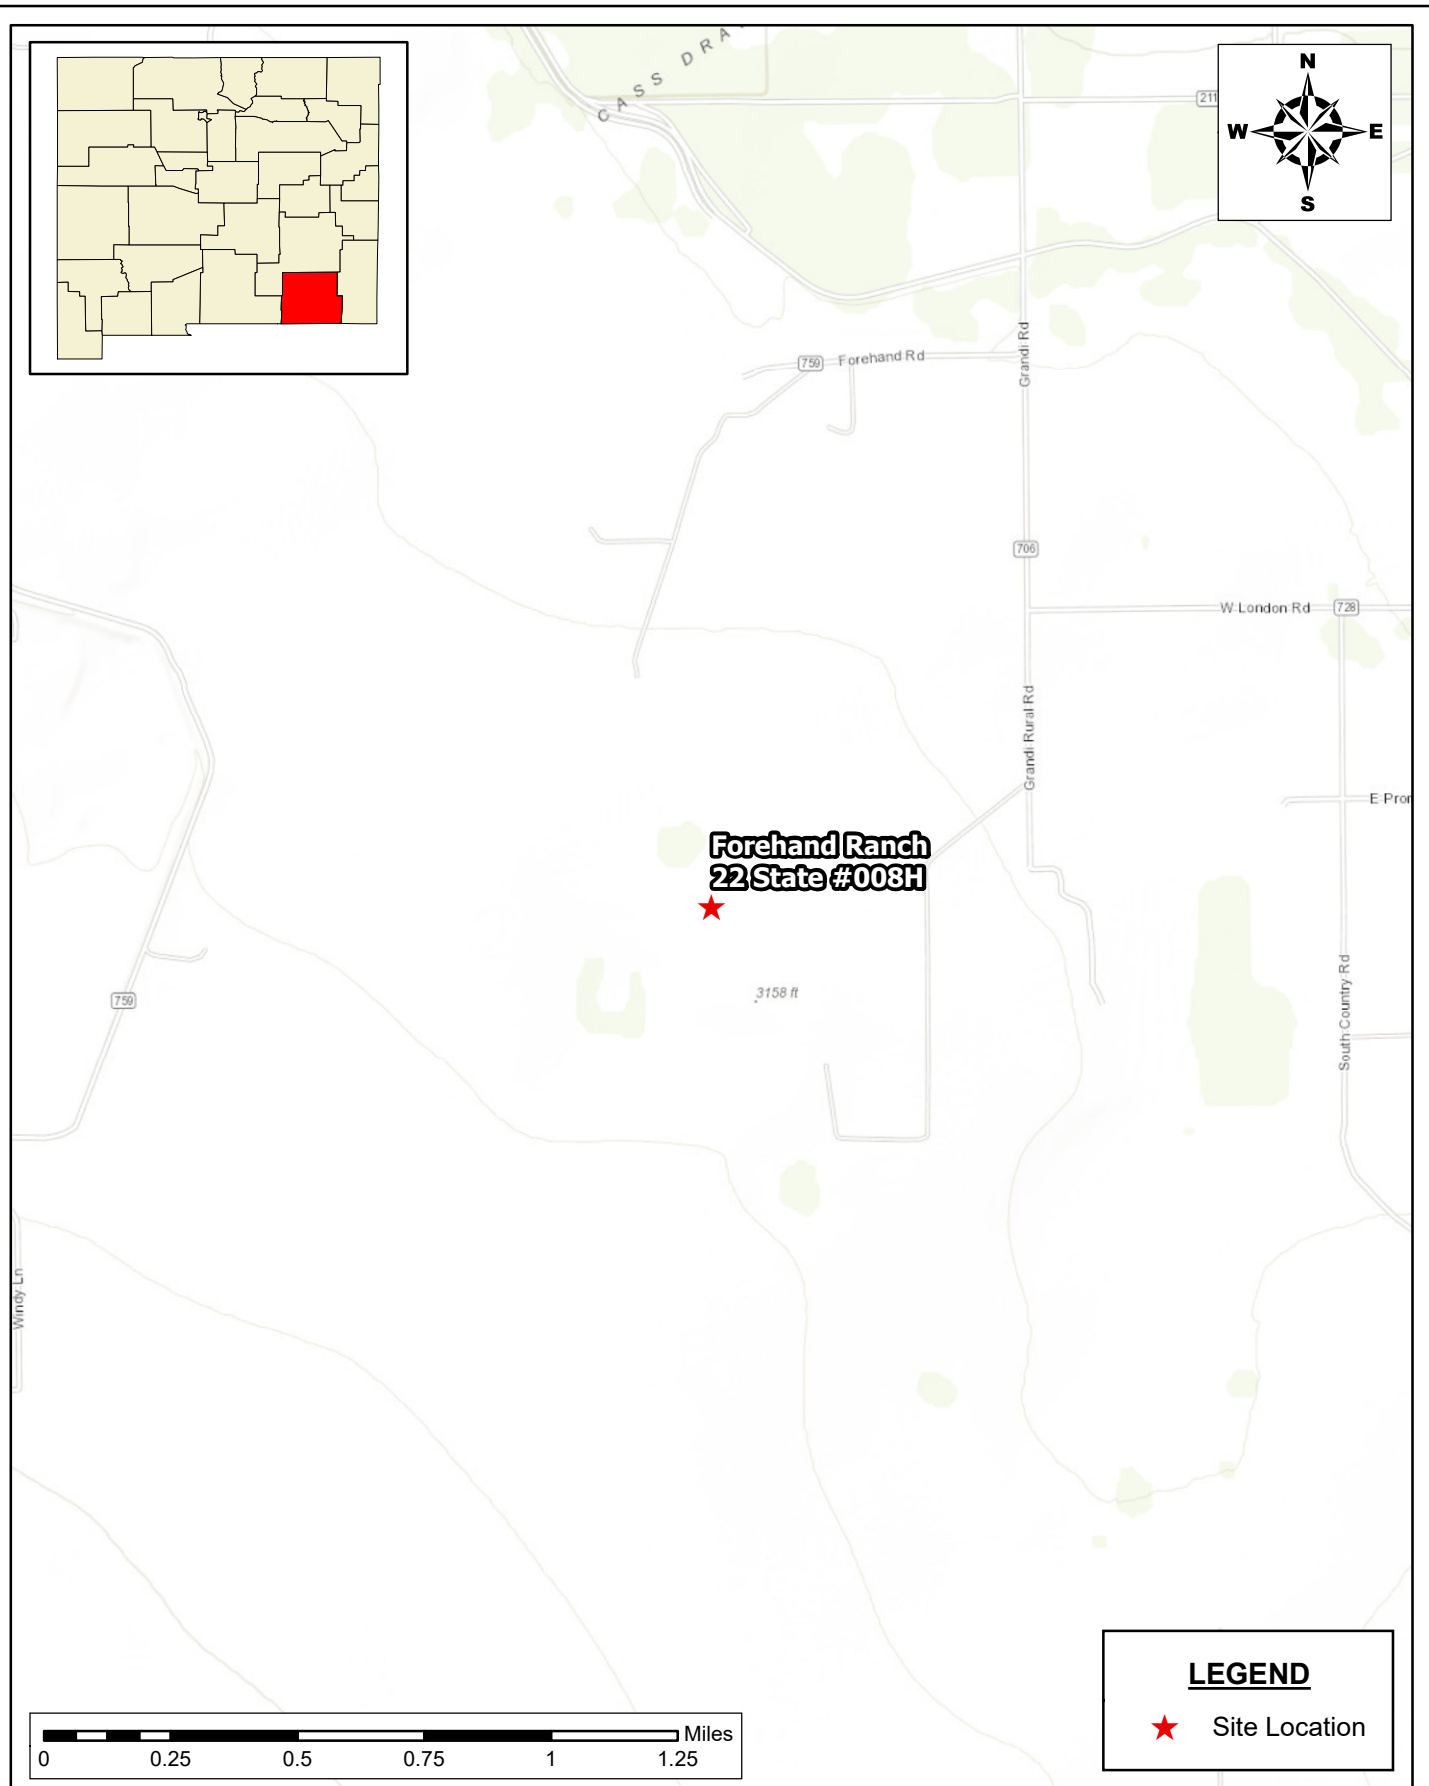 CASS DRA
N
W
E
S
211
759
Forehand Rd
Grandi Rd
706
W London Rd
728
Grandi Rural Rd
E Pror
Forehand Ranch
22 State #008H
3158 ft
759
South Country Rd
Windy Ln
LEGEND
Site Location
Miles
0 0.25 0.5 0.75 1 1.25